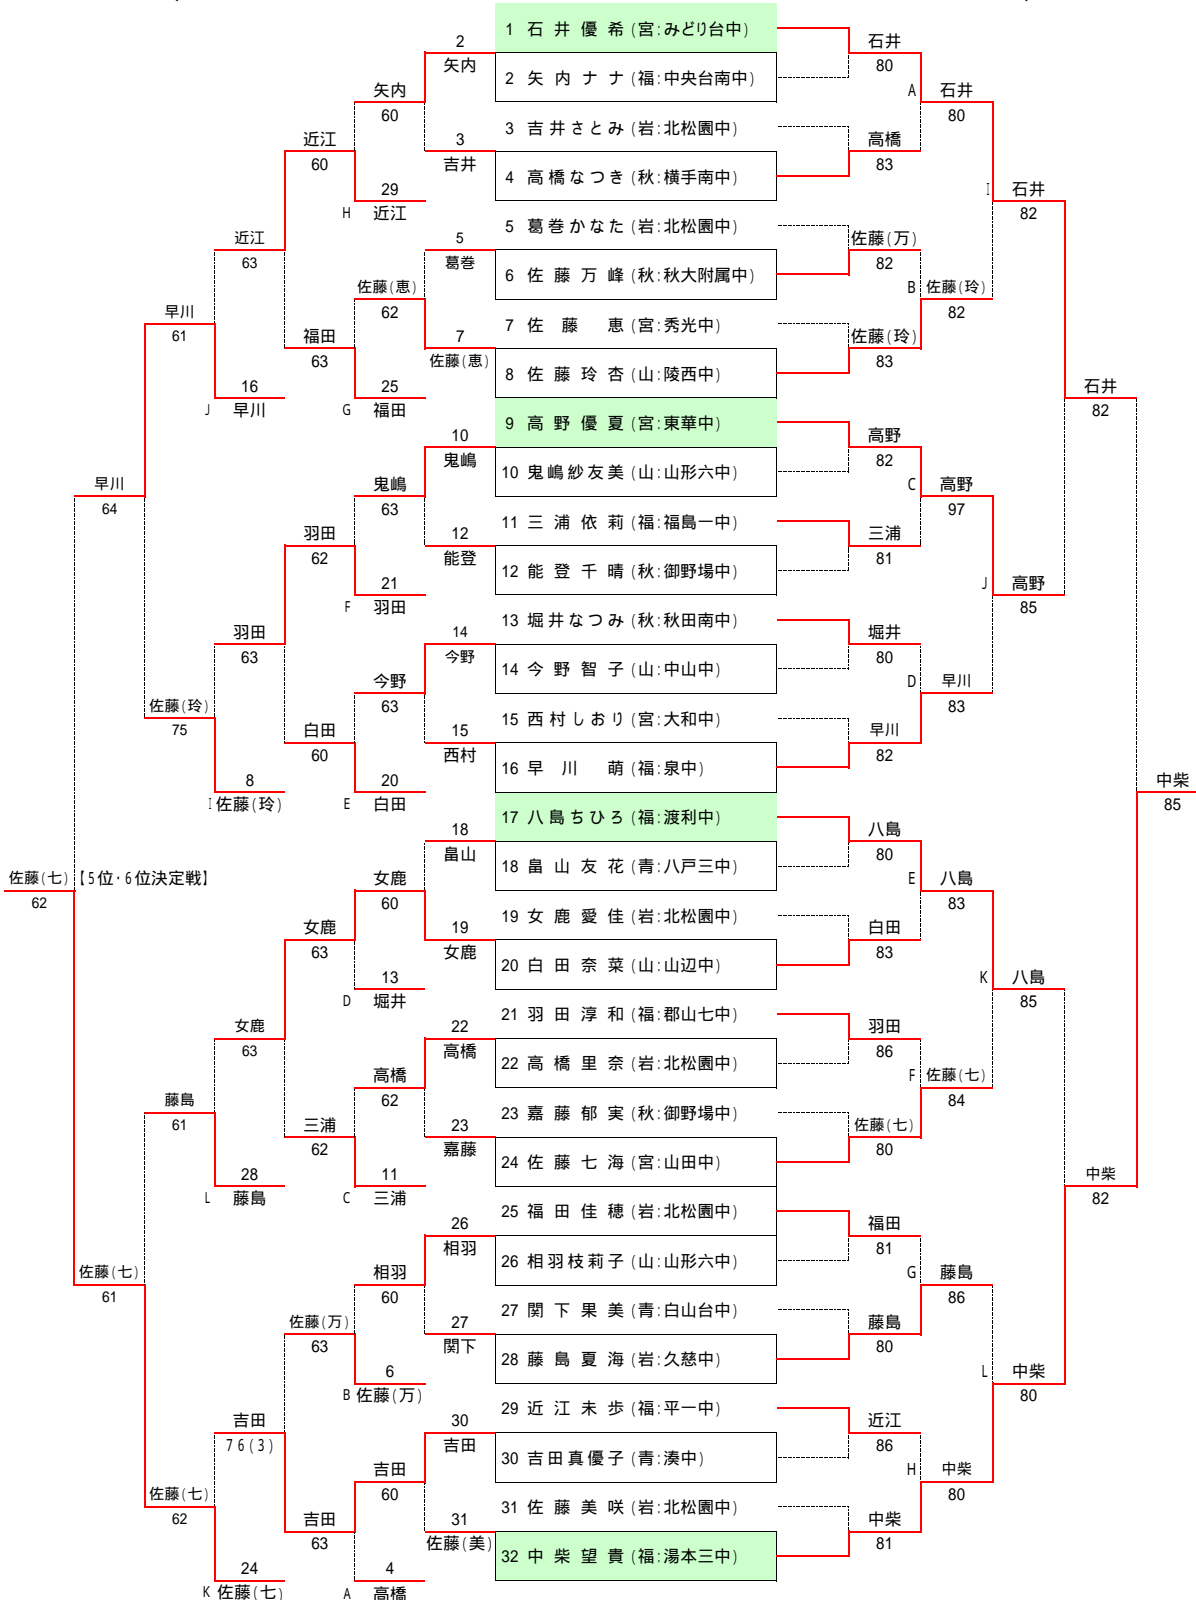 1 石井優希 (宮:みどり台中)
2 矢内ナナ (福:中央台南中)
3 吉井さとみ (岩:北松園中)
4 高橋なつき (秋:横手南中)
5 葛巻かなた (岩:北松園中)
6 佐藤万峰 (秋:秋大附属中)
7 佐藤 恵 (宮:秀光中)
8 佐藤玲杏 (山:陵西中)
9 高野優夏 (宮:東華中)
10 鬼嶋紗友美 (山:山形六中)
11 三浦依莉 (福:福島一中)
12 能登千晴 (秋:御野場中)
13 堀井なつみ (秋:秋田南中)
14 今野智子 (山:中山中)
15 西村しおり (宮:大和中)
16 早川 萌 (福:泉中)
17 八島ちひろ (福:渡利中)
18 畠山友花 (青:八戸三中)
19 女鹿愛佳 (岩:北松園中)
20 白田奈菜 (山:山辺中)
21 羽田淳和 (福:郡山七中)
22 高橋里奈 (岩:北松園中)
23 嘉藤郁実 (秋:御野場中)
24 佐藤七海 (宮:山田中)
25 福田佳穂 (岩:北松園中)
26 相羽枝莉子 (山:山形六中)
27 関下果美 (青:白山台中)
28 藤島夏海 (岩:久慈中)
29 近江未歩 (福:平一中)
30 吉田真優子 (青:湊中)
31 佐藤美咲 (岩:北松園中)
32 中柴望貴 (福:湯本三中)
石井
80
高橋
83
佐藤(万)
82
佐藤(玲)
83
高野
82
三浦
81
堀井
80
早川
82
八島
80
白田
83
羽田
86
佐藤(七)
80
福田
81
藤島
80
近江
86
中柴
81
A 石井
80
B 佐藤(玲)
82
C 高野
97
D 早川
83
E 八島
83
F 佐藤(七)
84
G 藤島
86
H 中柴
80
I 石井
82
J 高野
85
K 八島
85
L 中柴
80
石井
82
中柴
82
中柴
85
2
矢内
3
吉井
5
葛巻
7
佐藤(恵)
10
鬼嶋
12
能登
14
今野
15
西村
18
畠山
19
女鹿
22
高橋
23
嘉藤
26
相羽
27
関下
30
吉田
31
佐藤(美)
矢内
60
29
H 近江
佐藤(恵)
62
25
G 福田
鬼嶋
63
21
F 羽田
今野
63
20
E 白田
女鹿
60
13
D 堀井
高橋
62
11
C 三浦
相羽
60
6
B 佐藤(万)
吉田
60
4
A 高橋
近江
60
福田
63
羽田
62
白田
60
女鹿
63
三浦
62
佐藤(万)
63
吉田
63
近江
63
16
J 早川
羽田
63
8
I 佐藤(玲)
女鹿
63
28
L 藤島
吉田
76(3)
24
K 佐藤(七)
早川
61
佐藤(玲)
75
藤島
61
佐藤(七)
62
早川
64
佐藤(七)
61
佐藤(七) 【5位・6位決定戦】
62